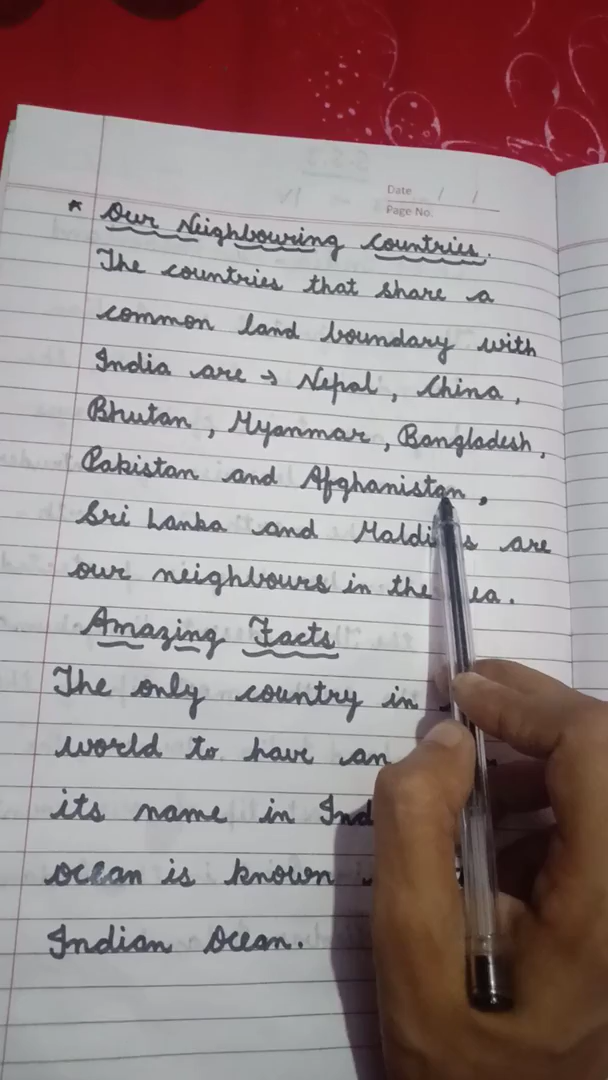 Date / /
Page No.
* Our Neighbouring Countries.
The countries that share a
common land boundary with
India are → Nepal, China,
Bhutan, Myanmar, Bangladesh,
Pakistan and Afghanistan,
Sri Lanka and are
our neighbours in the
Amazing Facts
The only country in
world to have an
its name in
ocean is known
Indian Ocean.